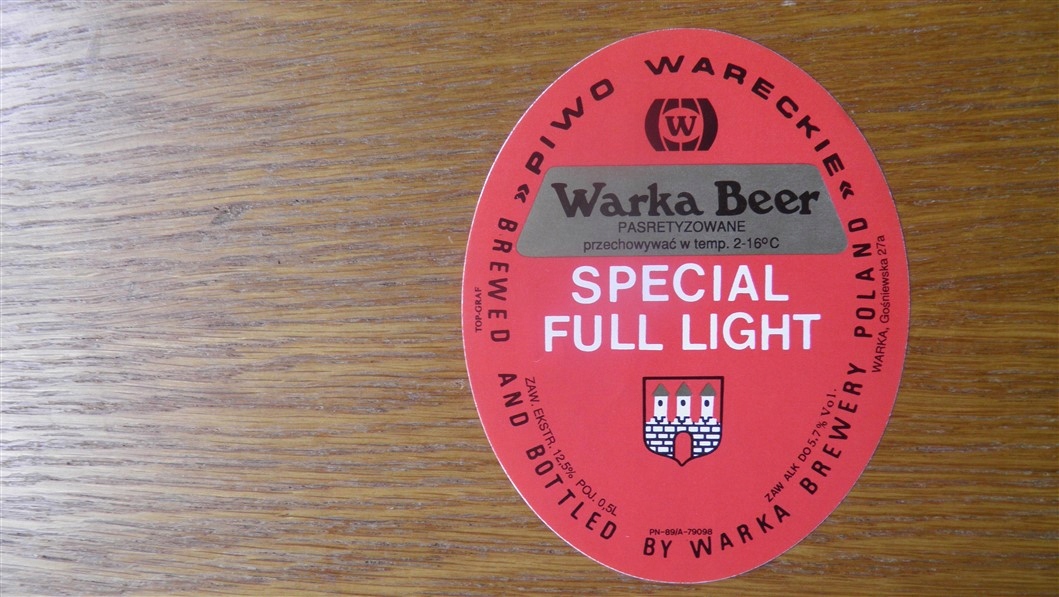 » PIWO WARECKIE «
W
Warka Beer
PASRETYZOWANE
przechowywać w temp. 2-16°C
SPECIAL
FULL LIGHT
BREWED AND BOTTLED BY WARKA BREWERY POLAND
TOP-GRAF
WARKA, Gośniewska 27a
ZAW. EKSTR. 12,5% POJ. 0,5L
ZAW ALK DO 5,7% Vol.
PN-89/A-79098